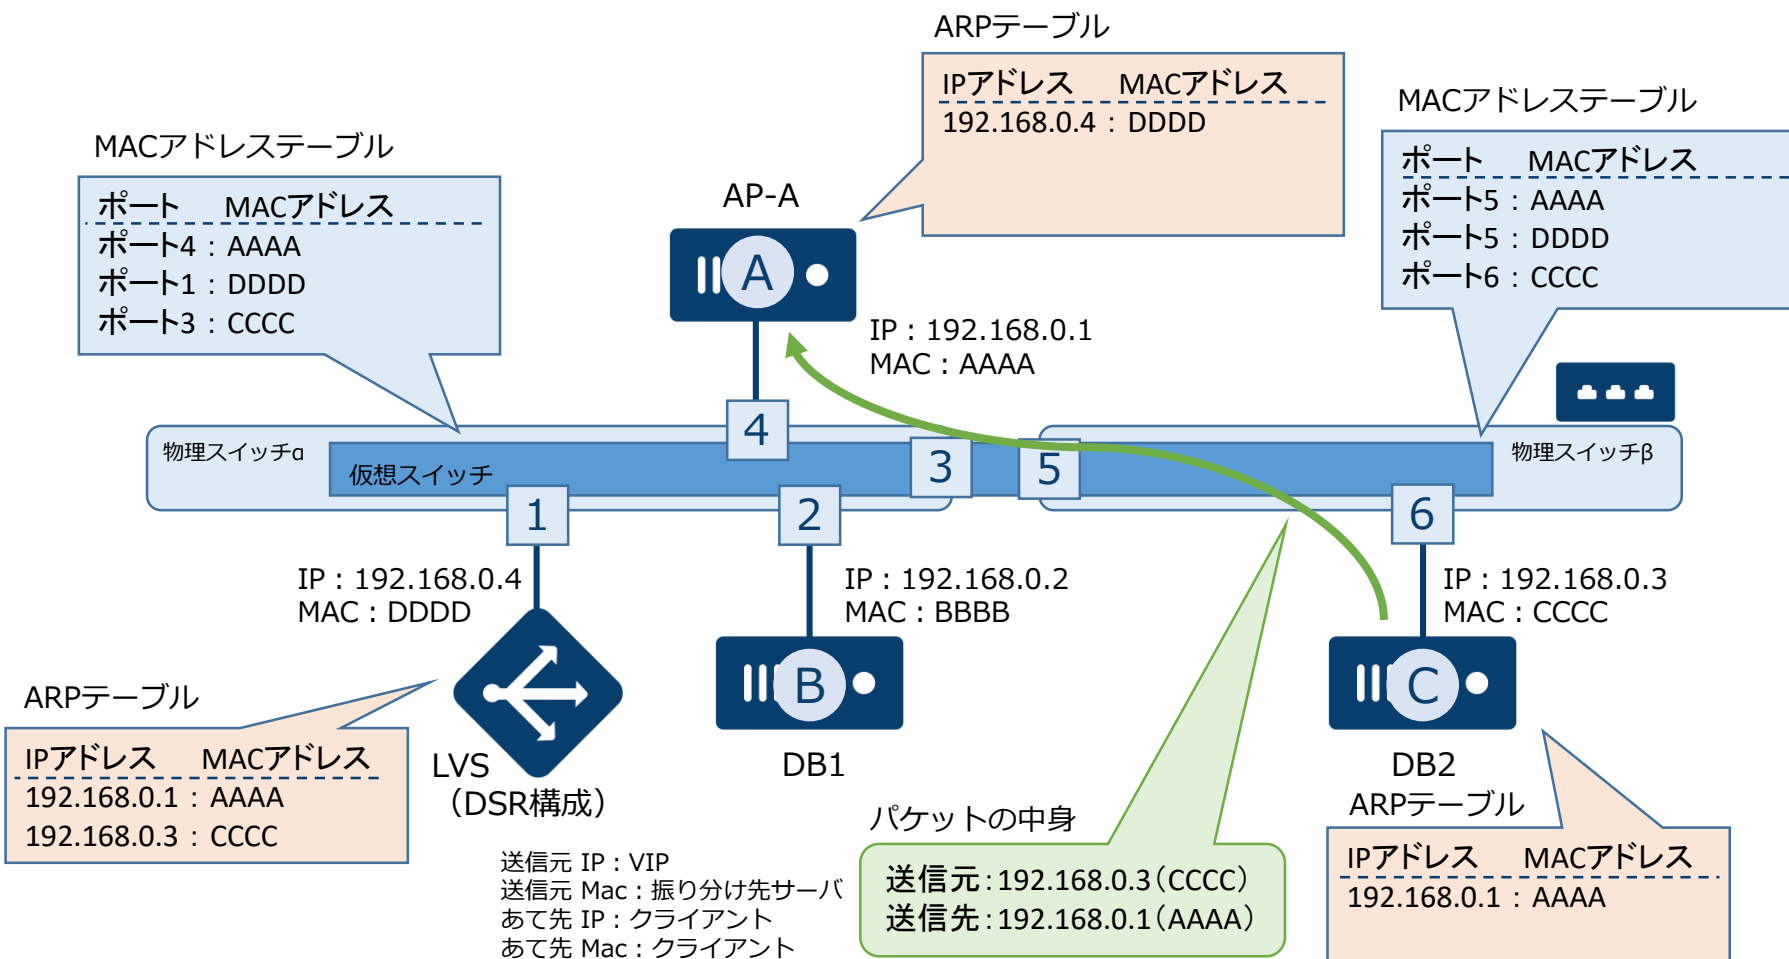 ARPテーブル
IPアドレス MACアドレス
192.168.0.4：DDDD
MACアドレステーブル
ポート MACアドレス
ポート4：AAAA
ポート1：DDDD
ポート3：CCCC
MACアドレステーブル
ポート MACアドレス
ポート5：AAAA
ポート5：DDDD
ポート6：CCCC
AP-A
A
IP：192.168.0.1
MAC：AAAA
物理スイッチα
仮想スイッチ
物理スイッチβ
4
3
5
1
2
6
IP：192.168.0.4
MAC：DDDD
IP：192.168.0.2
MAC：BBBB
IP：192.168.0.3
MAC：CCCC
B
C
LVS
（DSR構成）
DB1
DB2
ARPテーブル
IPアドレス MACアドレス
192.168.0.1：AAAA
192.168.0.3：CCCC
送信元 IP：VIP
送信元 Mac：振り分け先サーバ
あて先 IP：クライアント
あて先 Mac：クライアント
パケットの中身
送信元：192.168.0.3（CCCC）
送信先：192.168.0.1（AAAA）
ARPテーブル
IPアドレス MACアドレス
192.168.0.1：AAAA